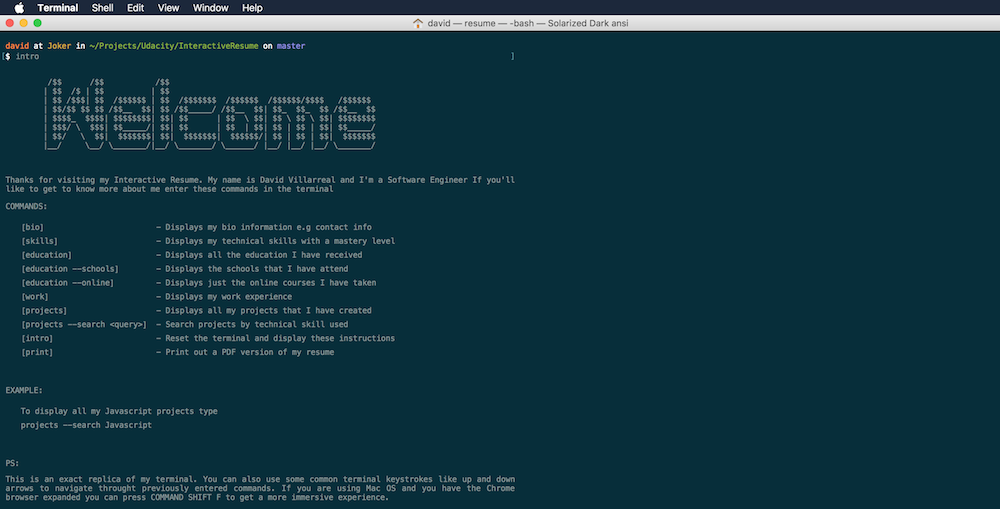 Terminal Shell Edit View Window Help
david — resume — -bash — Solarized Dark ansi
david at Joker in ~/Projects/Udacity/InteractiveResume on master
[$ intro ]
Welcome
Thanks for visiting my Interactive Resume. My name is David Villarreal and I'm a Software Engineer If you'll
like to get to know more about me enter these commands in the terminal
COMMANDS:
[bio] – Displays my bio information e.g contact info
[skills] – Displays my technical skills with a mastery level
[education] – Displays all the education I have received
[education --schools] – Displays the schools that I have attend
[education --online] – Displays just the online courses I have taken
[work] – Displays my work experience
[projects] – Displays all my projects that I have created
[projects --search <query>] – Search projects by technical skill used
[intro] – Reset the terminal and display these instructions
[print] – Print out a PDF version of my resume
EXAMPLE:
To display all my Javascript projects type
projects --search Javascript
PS:
This is an exact replica of my terminal. You can also use some common terminal keystrokes like up and down
arrows to navigate throught previously entered commands. If you are using Mac OS and you have the Chrome
browser expanded you can press COMMAND SHIFT F to get a more immersive experience.